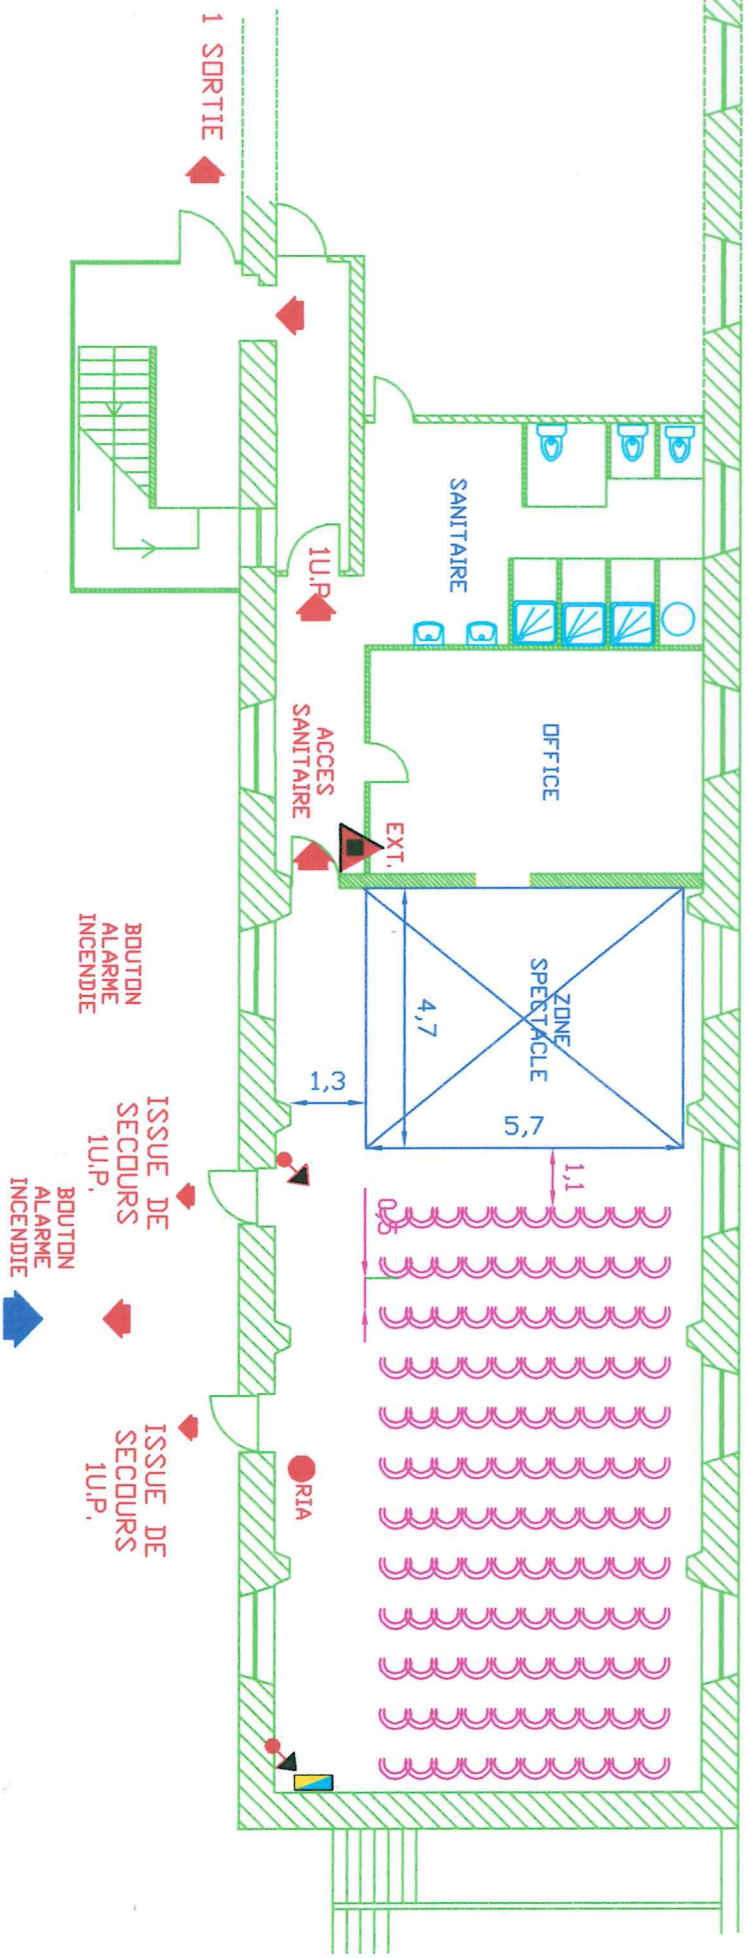 1 SORTIE
SANITAIRE
1U.P.
OFFICE
ACCES
SANITAIRE
EXT.
ZONE
SPECTACLE
4,7
5,7
1,3
1,1
0,5
BOUTON
ALARME
INCENDIE
ISSUE DE
SECOURS
1U.P.
BOUTON
ALARME
INCENDIE
ISSUE DE
SECOURS
1U.P.
RIA